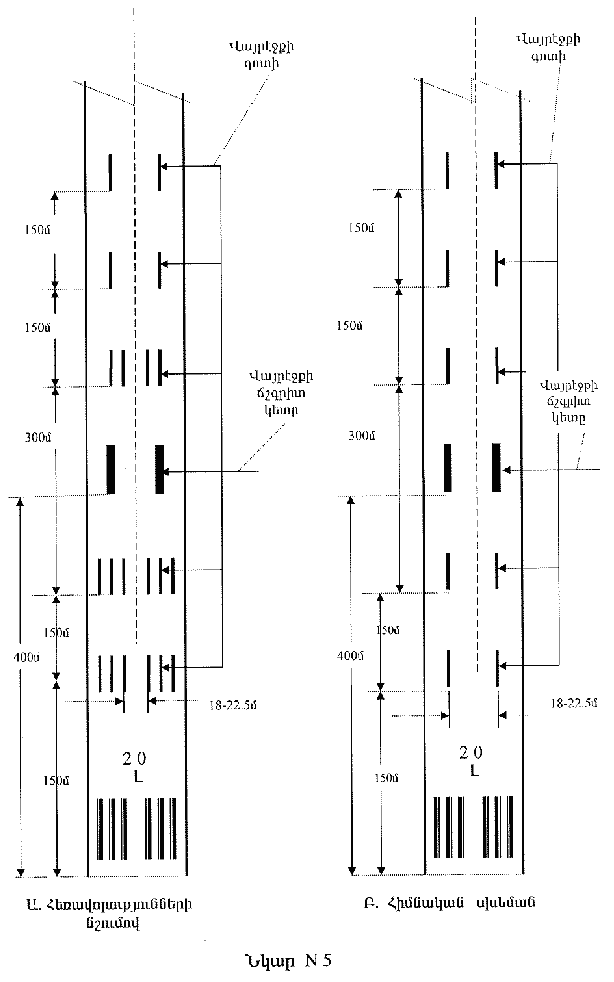 Վայրէջքի
գոտի
Վայրէջքի
գոտի
150մ
150մ
150մ
150մ
Վայրէջքի
ճշգրիտ
կետը
Վայրէջքի
ճշգրիտ
կետը
300մ
300մ
150մ
150մ
400մ
400մ
18-22.5մ
18-22.5մ
150մ
150մ
2 0
L
2 0
L
Ա. Հեռավորությունների
նշումով
Բ. Հիմնական սխեման
Նկար N 5